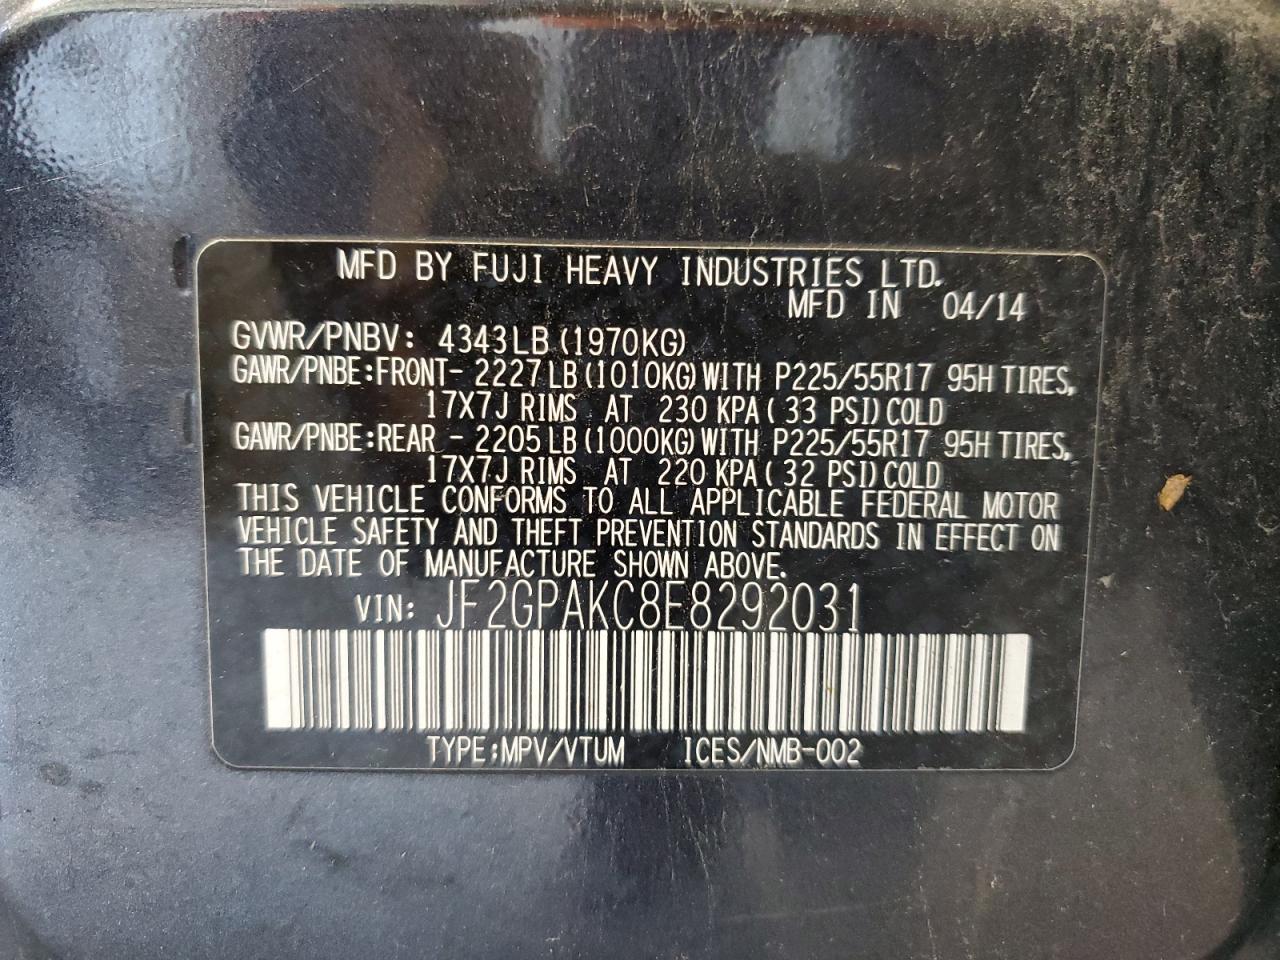 MFD BY FUJI HEAVY INDUSTRIES LTD.
MFD IN 04/14
GVWR/PNBV: 4343LB (1970KG)
GAWR/PNBE:FRONT- 2227LB (1010KG) WITH P225/55R17 95H TIRES,
17X7J RIMS AT 230 KPA ( 33 PSI) COLD
GAWR/PNBE:REAR - 2205LB (1000KG) WITH P225/55R17 95H TIRES,
17X7J RIMS AT 220 KPA ( 32 PSI) COLD
THIS VEHICLE CONFORMS TO ALL APPLICABLE FEDERAL MOTOR
VEHICLE SAFETY AND THEFT PREVENTION STANDARDS IN EFFECT ON
THE DATE OF MANUFACTURE SHOWN ABOVE.
VIN: JF2GPAKC8E8292031
TYPE:MPV/VTUM ICES/NMB-002